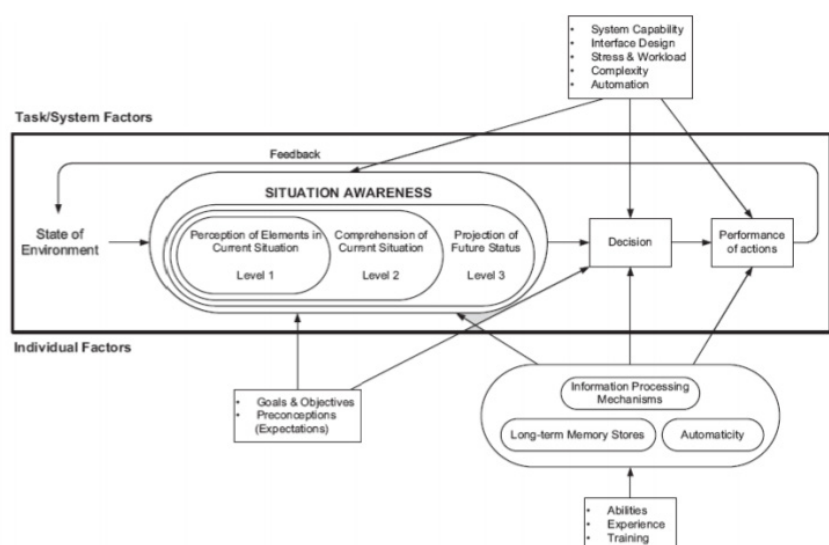 • System Capability
• Interface Design
• Stress & Workload
• Complexity
• Automation
Task/System Factors
Feedback
SITUATION AWARENESS
State of
Environment
Perception of Elements in
Current Situation
Level 1
Comprehension of
Current Situation
Level 2
Projection of
Future Status
Level 3
Decision
Performance
of actions
Individual Factors
• Goals & Objectives
• Preconceptions
(Expectations)
Information Processing
Mechanisms
Long-term Memory Stores
Automaticity
• Abilities
• Experience
• Training